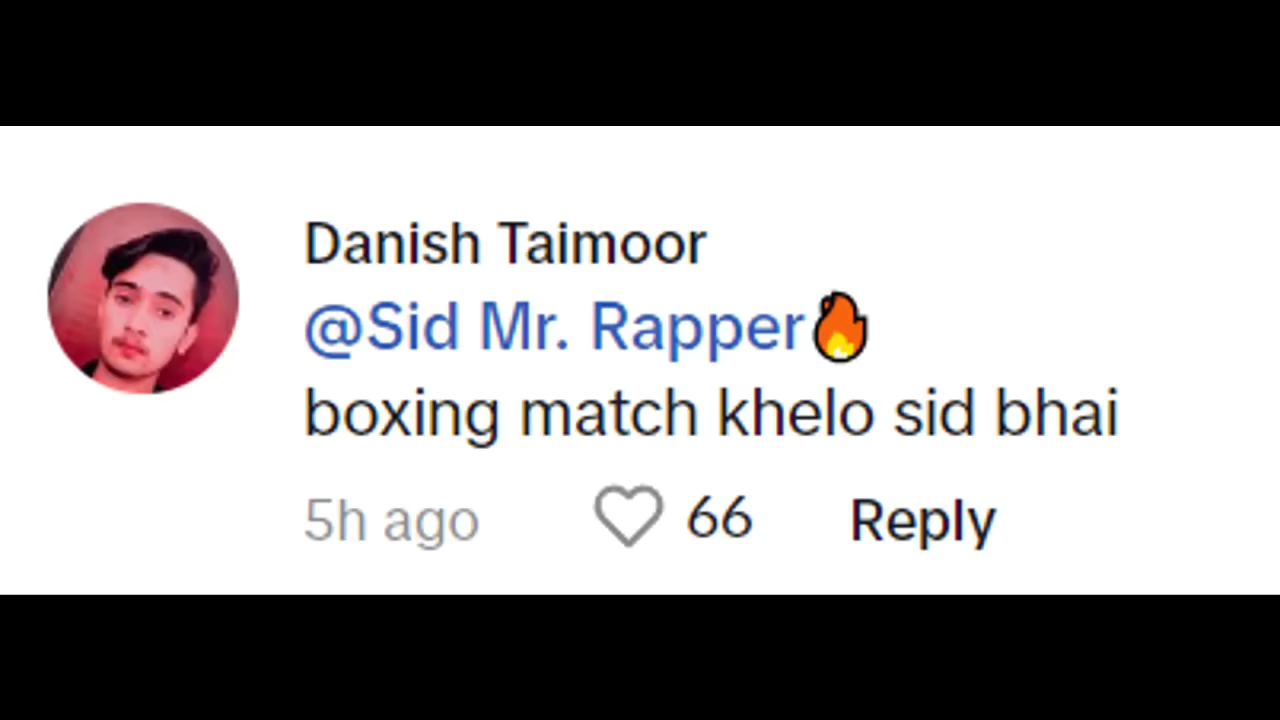 Danish Taimoor
@Sid Mr. Rapper🔥
boxing match khelo sid bhai
5h ago 66 Reply